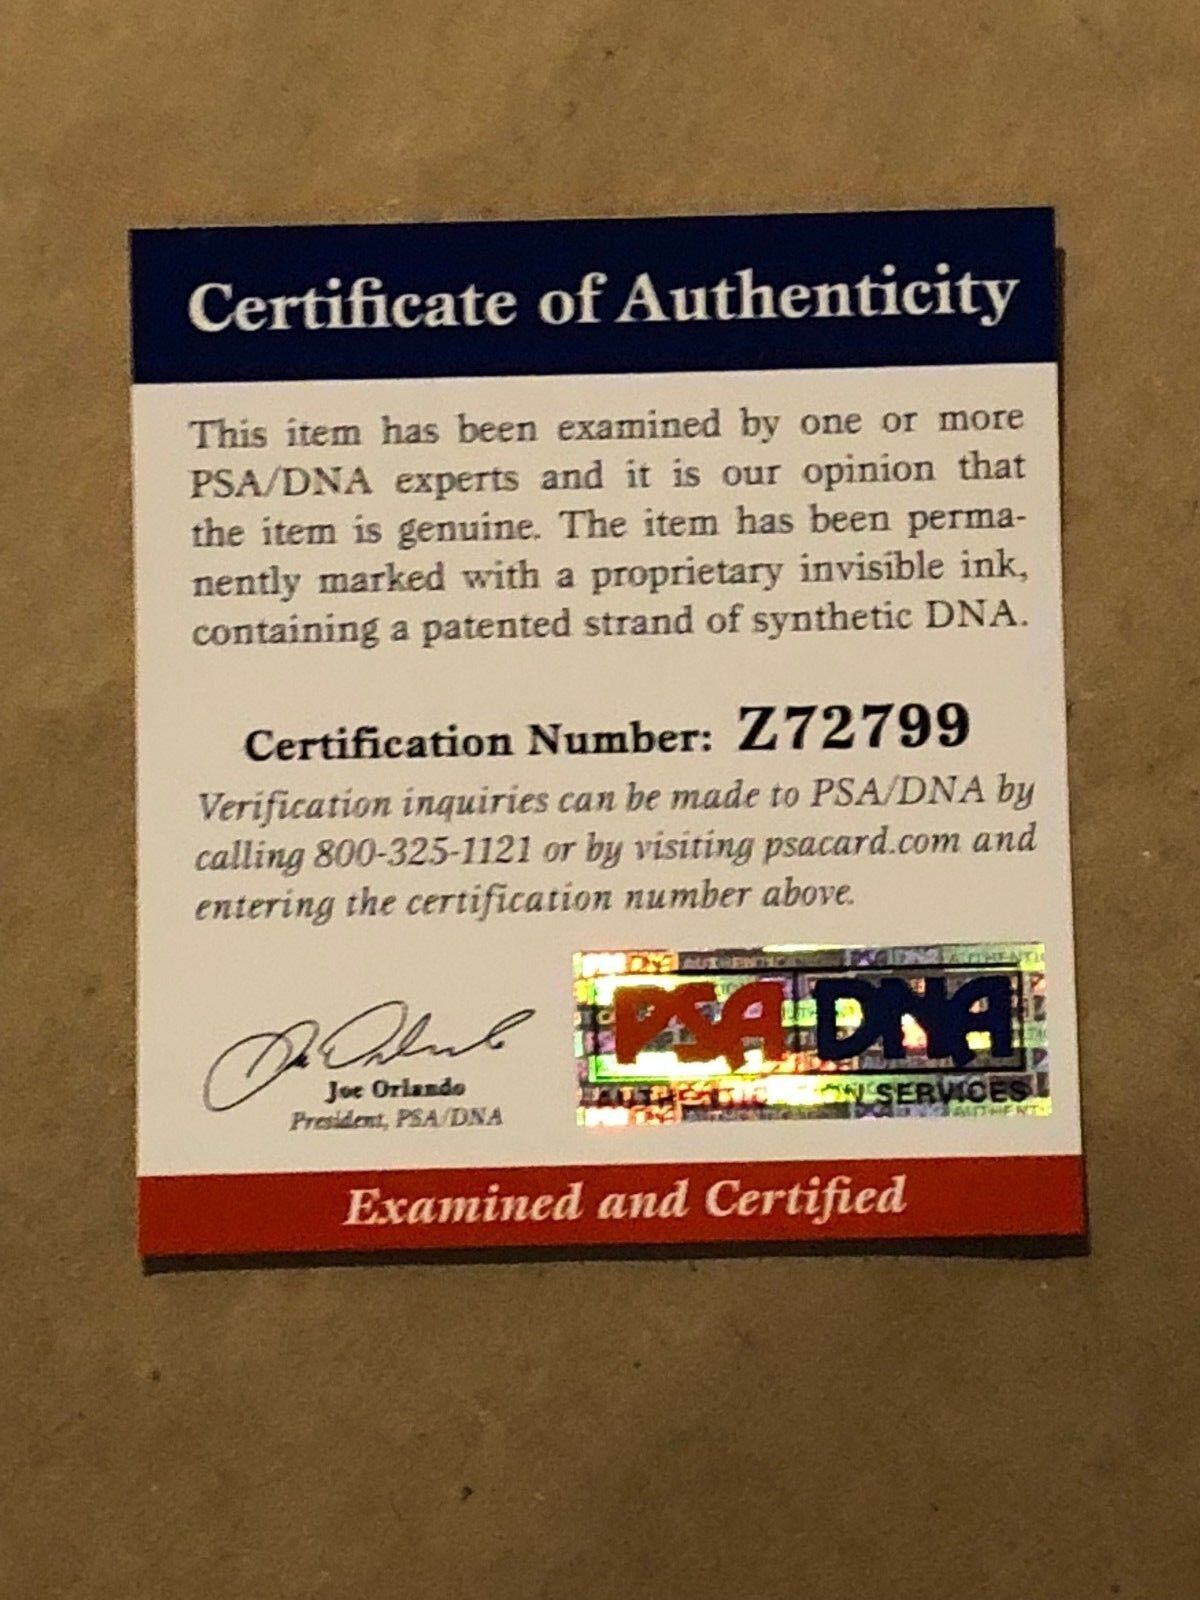 Certificate of Authenticity
This item has been examined by one or more
PSA/DNA experts and it is our opinion that
the item is genuine. The item has been perma-
nently marked with a proprietary invisible ink,
containing a patented strand of synthetic DNA.
Certification Number: Z72799
Verification inquiries can be made to PSA/DNA by
calling 800-325-1121 or by visiting psacard.com and
entering the certification number above.
Joe Orlando
President, PSA/DNA
PSA DNA
AUTHENTICATION SERVICES
Examined and Certified